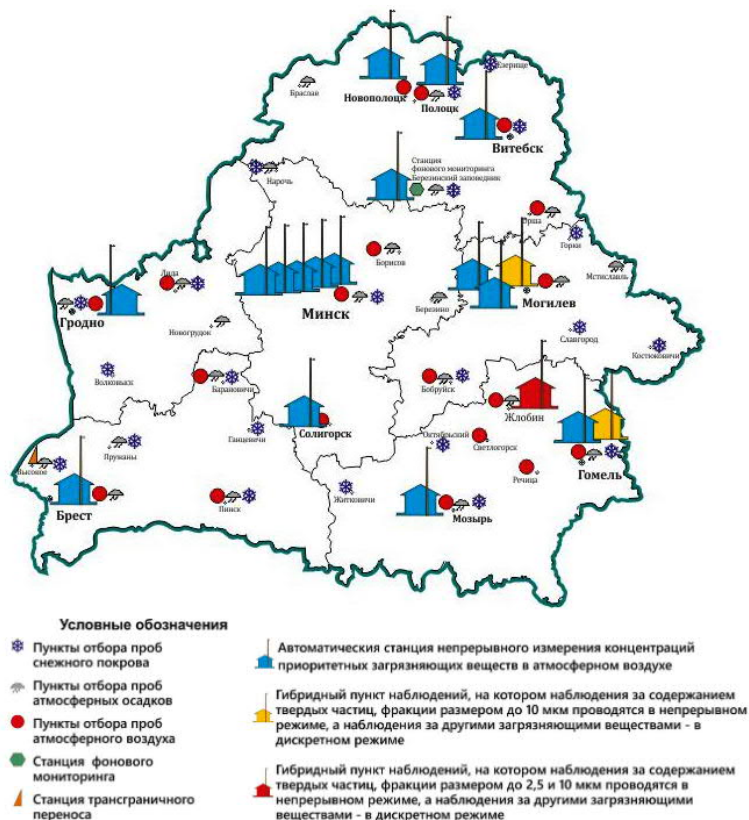 Езерище
Браслав
Новополоцк
Полоцк
Витебск
Станция
фонового мониторинга
Березинский заповедник
Нарочь
Орша
Горки
Борисов
Мстиславль
Лида
Березино
Могилев
Минск
Гродно
Новогрудок
Славгород
Костюковичи
Волковыск
Барановичи
Бобруйск
Жлобин
Солигорск
Ганцевичи
Октябрьский
Светлогорск
Пружаны
Высокое
Гомель
Речица
Житковичи
Брест
Пинск
Мозырь
Условные обозначения
Пункты отбора проб
снежного покрова
Пункты отбора проб
атмосферных осадков
Пункты отбора проб
атмосферного воздуха
Станция фонового
мониторинга
Станция трансграничного
переноса
Автоматическия станция непрерывного измерения концентраций
приоритетных загрязняющих веществ в атмосферном воздухе
Гибридный пункт наблюдений, на котором наблюдения за содержанием
твердых частиц, фракции размером до 10 мкм проводятся в непрерывном
режиме, а наблюдения за другими загрязняющими веществами - в
дискретном режиме
Гибридный пункт наблюдений, на котором наблюдения за содержанием
твердых частиц, фракции размером до 2,5 и 10 мкм проводятся в
непрерывном режиме, а наблюдения за другими загрязняющими
веществами - в дискретном режиме